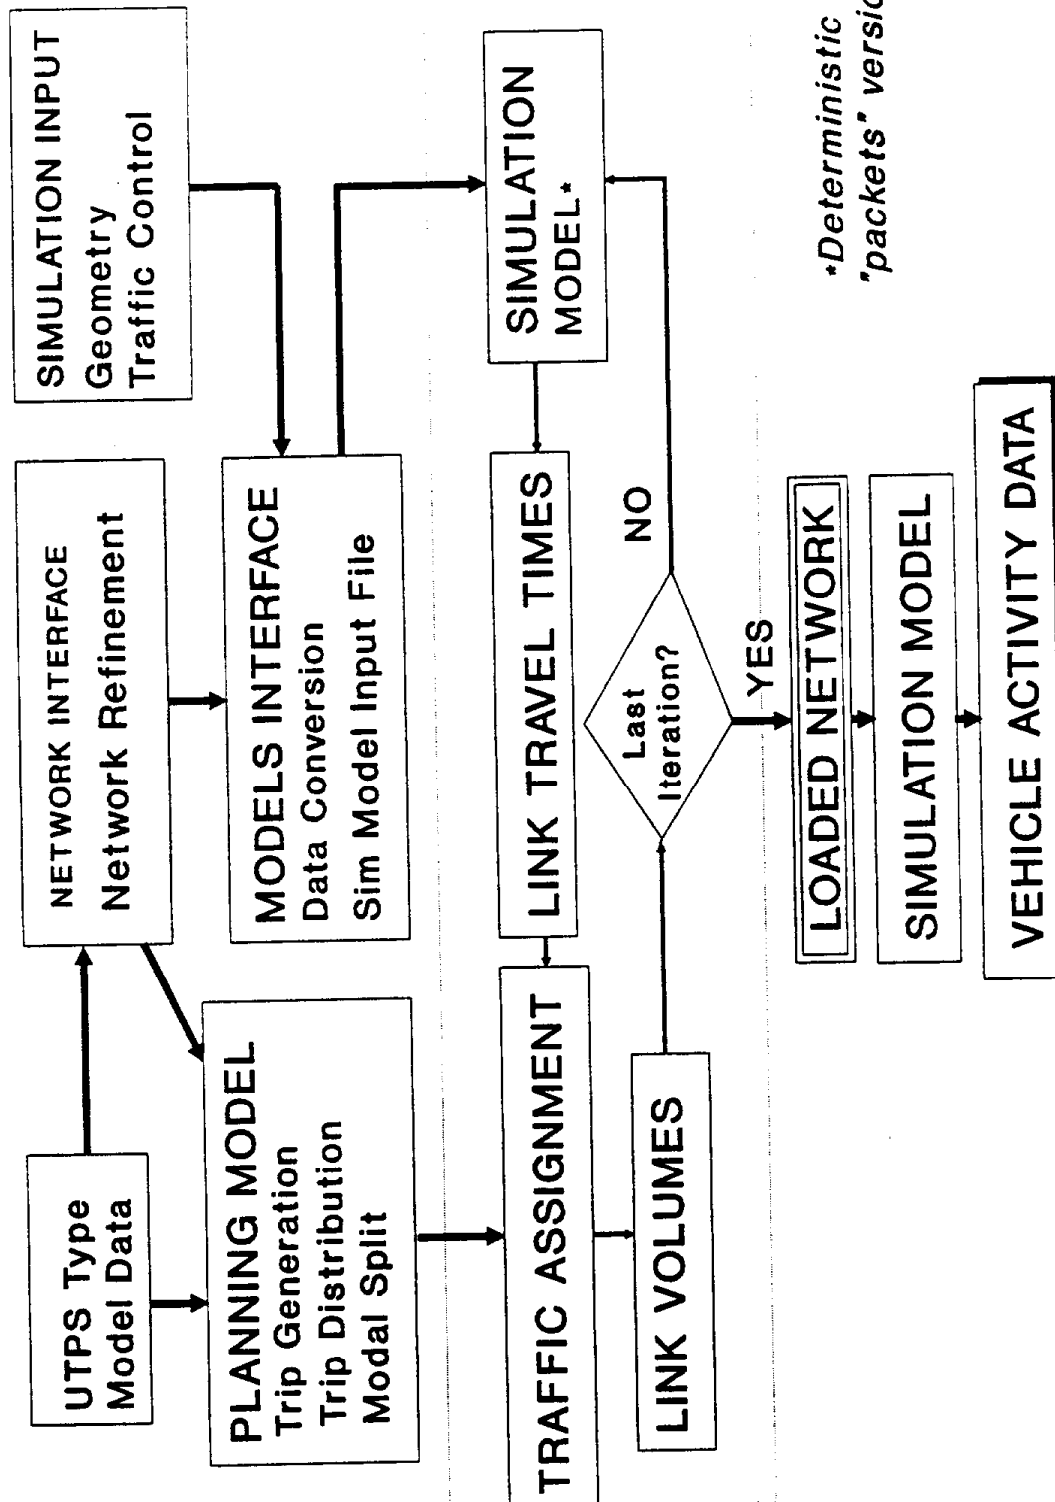 UTPS Type
Model Data
NETWORK INTERFACE
Network Refinement
SIMULATION INPUT
Geometry
Traffic Control
PLANNING MODEL
Trip Generation
Trip Distribution
Modal Split
MODELS INTERFACE
Data Conversion
Sim Model Input File
TRAFFIC ASSIGNMENT
LINK TRAVEL TIMES
SIMULATION
MODEL*
LINK VOLUMES
Last
Iteration?
NO
YES
LOADED NETWORK
SIMULATION MODEL
VEHICLE ACTIVITY DATA
*Deterministic
"packets" versio